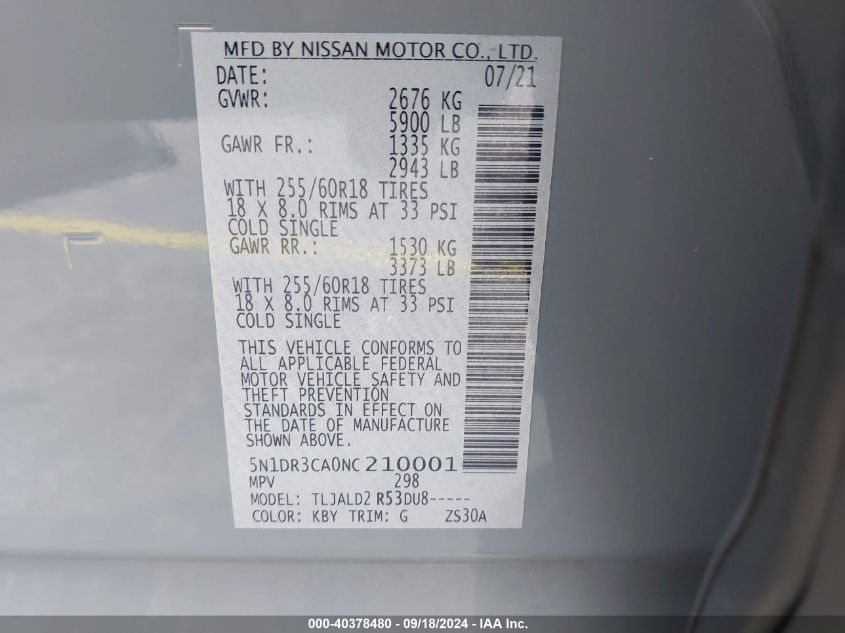 MFD BY NISSAN MOTOR CO., LTD.
DATE: 07/21
GVWR: 2676 KG
5900 LB
GAWR FR.: 1335 KG
2943 LB
WITH 255/60R18 TIRES
18 X 8.0 RIMS AT 33 PSI
COLD SINGLE
GAWR RR.: 1530 KG
3373 LB
WITH 255/60R18 TIRES
18 X 8.0 RIMS AT 33 PSI
COLD SINGLE
THIS VEHICLE CONFORMS TO
ALL APPLICABLE FEDERAL
MOTOR VEHICLE SAFETY AND
THEFT PREVENTION
STANDARDS IN EFFECT ON
THE DATE OF MANUFACTURE
SHOWN ABOVE.
5N1DR3CA0NC210001
MPV 298
MODEL: TLJALD2 R53DU8-----
COLOR: KBY TRIM: G ZS30A
000-40378480 - 09/18/2024 - IAA Inc.